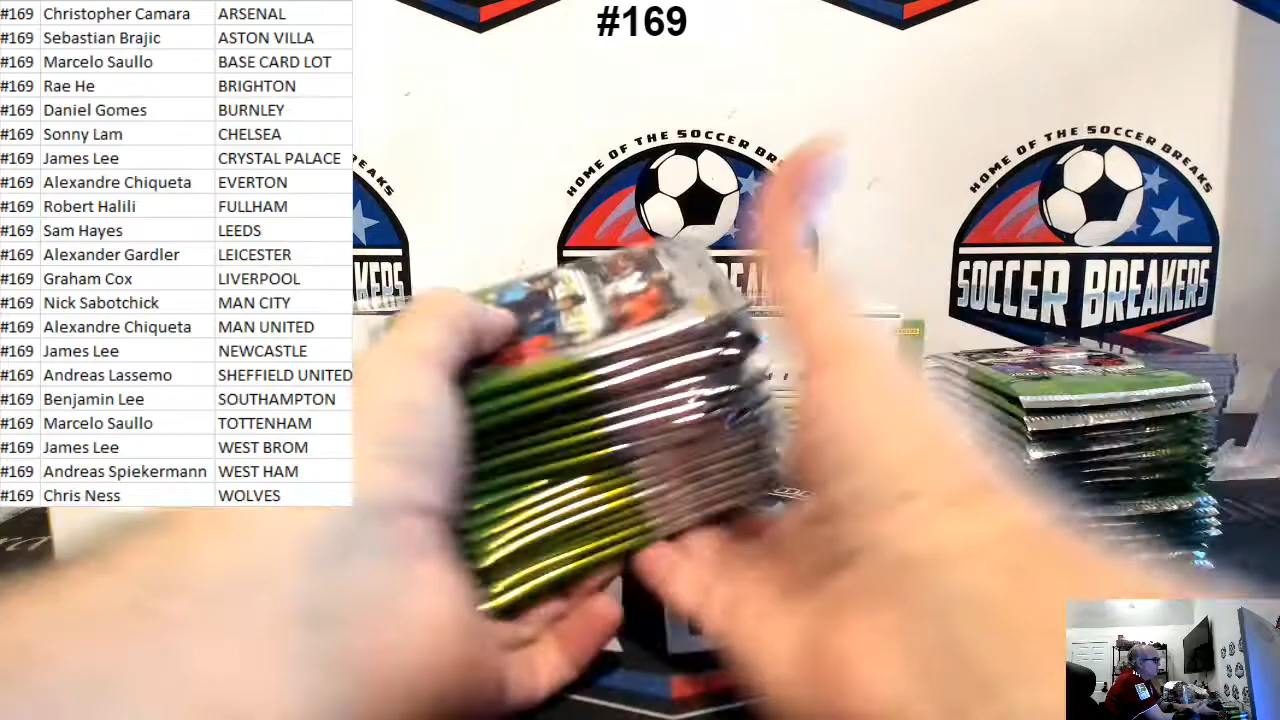 #169
#169 Christopher Camara ARSENAL
#169 Sebastian Brajic ASTON VILLA
#169 Marcelo Saullo BASE CARD LOT
#169 Rae He BRIGHTON
#169 Daniel Gomes BURNLEY
#169 Sonny Lam CHELSEA
#169 James Lee CRYSTAL PALACE
#169 Alexandre Chiqueta EVERTON
#169 Robert Halili FULLHAM
#169 Sam Hayes LEEDS
#169 Alexander Gardler LEICESTER
#169 Graham Cox LIVERPOOL
#169 Nick Sabotchick MAN CITY
#169 Alexandre Chiqueta MAN UNITED
#169 James Lee NEWCASTLE
#169 Andreas Lassemo SHEFFIELD UNITED
#169 Benjamin Lee SOUTHAMPTON
#169 Marcelo Saullo TOTTENHAM
#169 James Lee WEST BROM
#169 Andreas Spiekermann WEST HAM
#169 Chris Ness WOLVES
HOME OF THE SOCCER BR
HOME OF THE SOCCER BREAKS
SOCCER BREAKERS